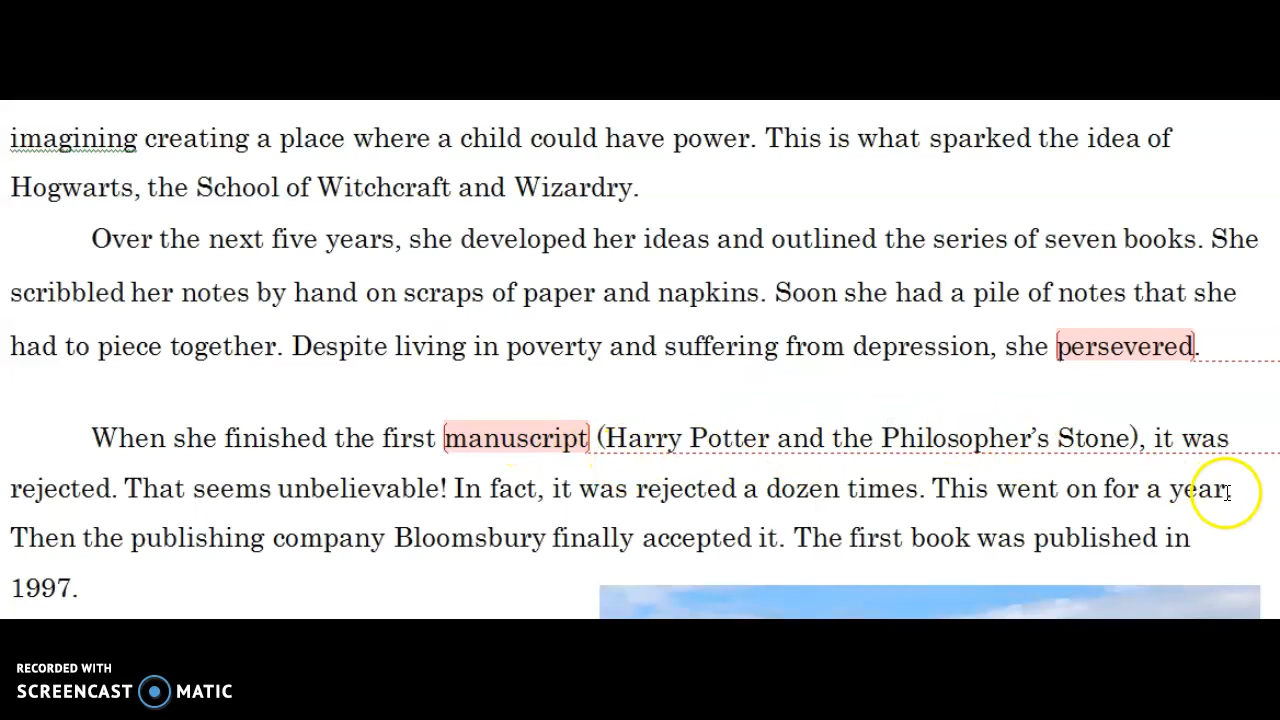 imagining creating a place where a child could have power. This is what sparked the idea of
Hogwarts, the School of Witchcraft and Wizardry.
Over the next five years, she developed her ideas and outlined the series of seven books. She
scribbled her notes by hand on scraps of paper and napkins. Soon she had a pile of notes that she
had to piece together. Despite living in poverty and suffering from depression, she persevered.
When she finished the first manuscript (Harry Potter and the Philosopher’s Stone), it was
rejected. That seems unbelievable! In fact, it was rejected a dozen times. This went on for a year.
Then the publishing company Bloomsbury finally accepted it. The first book was published in
1997.
RECORDED WITH
SCREENCAST MATIC